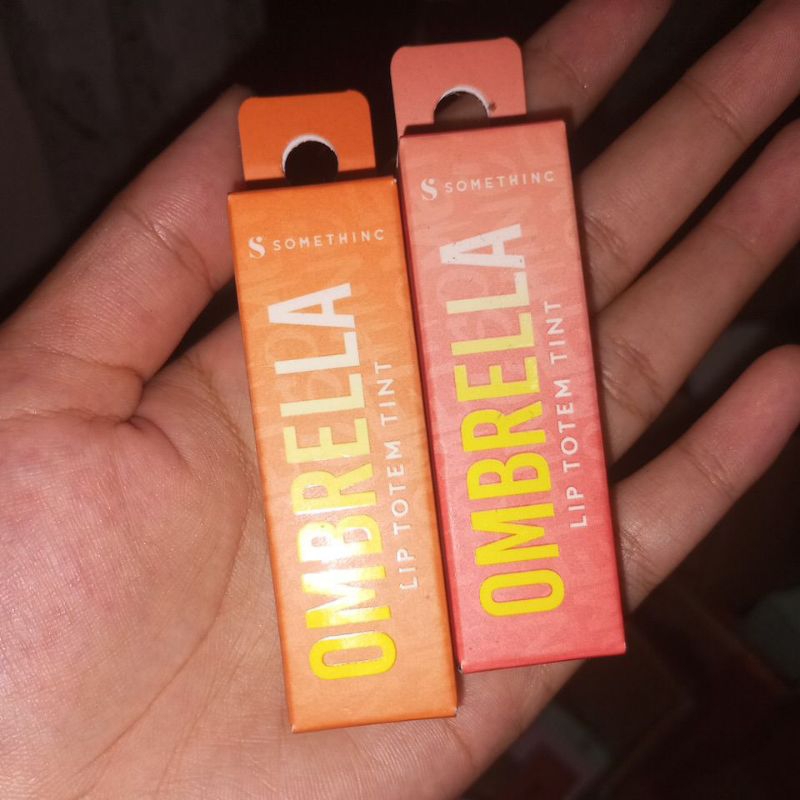 SOMETHINC
OMBRELLA
LIP TOTEM TINT
SOMETHINC
OMBRELLA
LIP TOTEM TINT